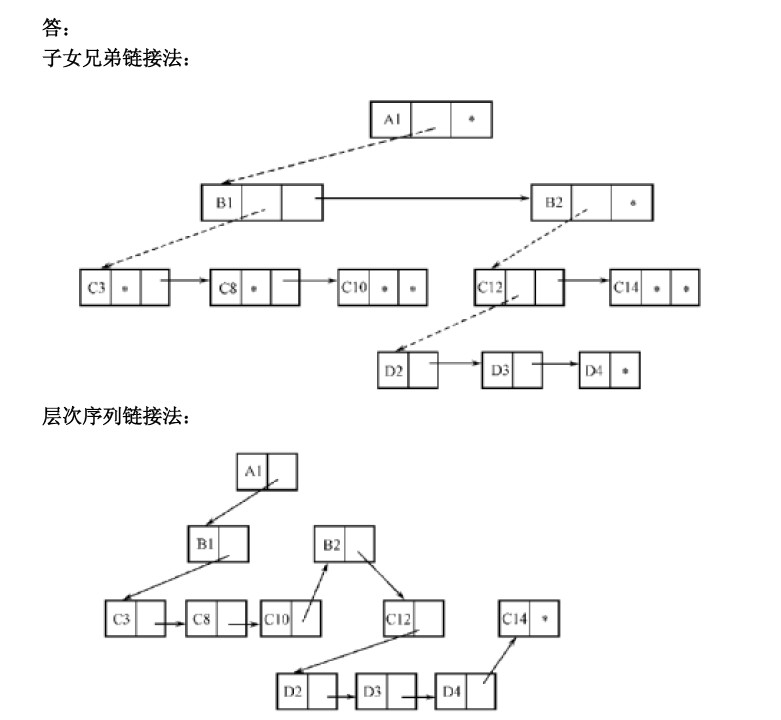 答：
子女兄弟链接法：
A1 *
B1 B2 *
C3 * C8 * C10 * * C12 C14 * *
D2 D3 D4 *
层次序列链接法：
A1
B1 B2
C3 C8 C10 C12 C14 *
D2 D3 D4